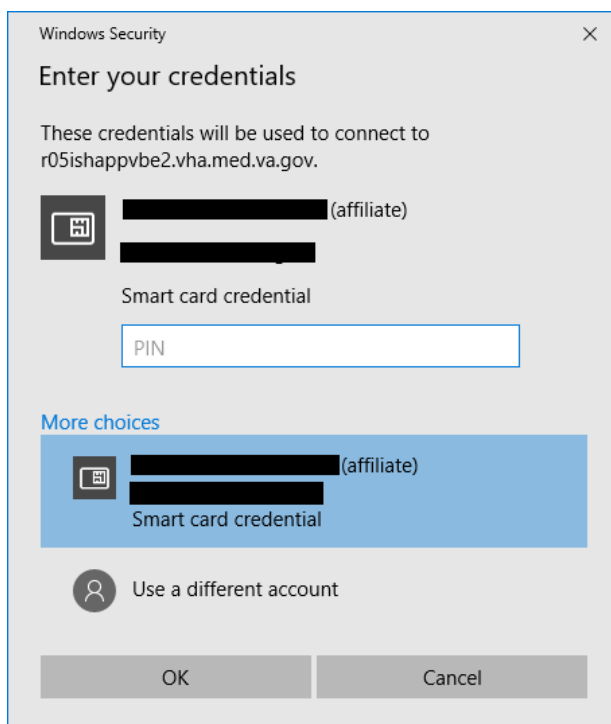 Windows Security
Enter your credentials
These credentials will be used to connect to
r05ishappvbe2.vha.med.va.gov.
(affiliate)
Smart card credential
PIN
More choices
(affiliate)
Smart card credential
Use a different account
OK
Cancel